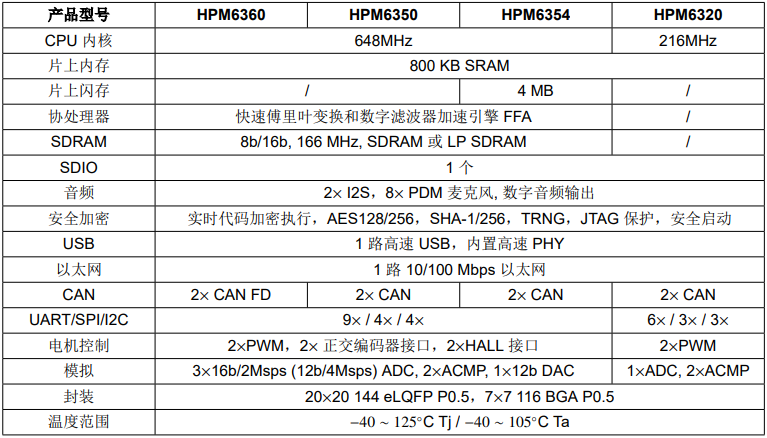 产品型号 HPM6360 HPM6350 HPM6354 HPM6320
CPU 内核 648MHz 216MHz
片上内存 800 KB SRAM
片上闪存 / 4 MB /
协处理器 快速傅里叶变换和数字滤波器加速引擎 FFA /
SDRAM 8b/16b, 166 MHz, SDRAM 或 LP SDRAM /
SDIO 1 个
音频 2× I2S，8× PDM 麦克风, 数字音频输出
安全加密 实时代码加密执行，AES128/256，SHA-1/256，TRNG，JTAG 保护，安全启动
USB 1 路高速 USB，内置高速 PHY
以太网 1 路 10/100 Mbps 以太网
CAN 2× CAN FD 2× CAN 2× CAN 2× CAN
UART/SPI/I2C 9× / 4× / 4× 6× / 3× / 3×
电机控制 2×PWM，2× 正交编码器接口，2×HALL 接口 2×PWM
模拟 3×16b/2Msps (12b/4Msps) ADC, 2×ACMP, 1×12b DAC 1×ADC, 2×ACMP
封装 20×20 144 eLQFP P0.5，7×7 116 BGA P0.5
温度范围 −40 ~ 125°C Tj / −40 ~ 105°C Ta